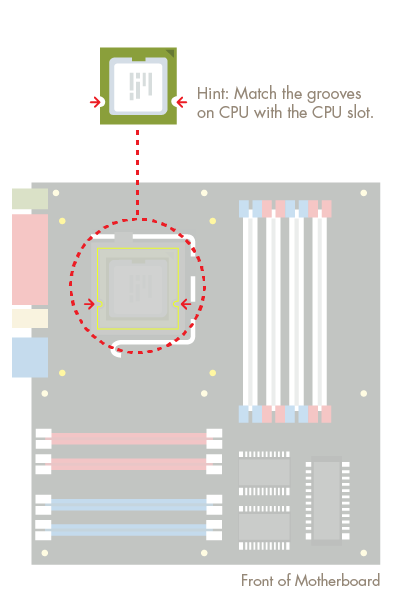 Hint: Match the grooves
on CPU with the CPU slot.
Front of Motherboard